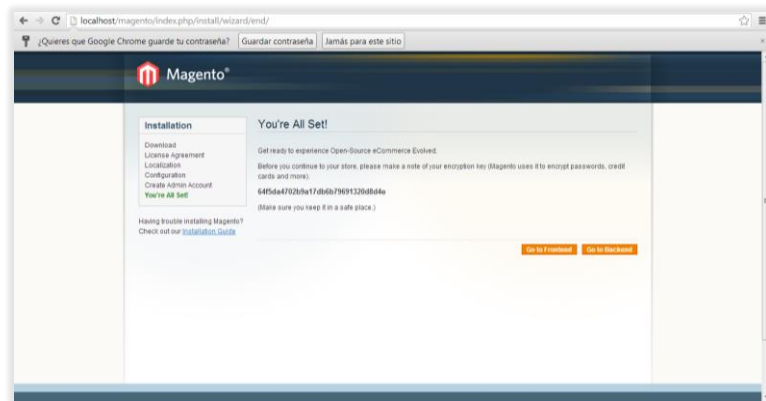 localhost/magento/index.php/install/wizard/end/
¿Quieres que Google Chrome guarde tu contraseña? Guardar contraseña Jamás para este sitio
Magento®
Installation
Download
License Agreement
Localization
Configuration
Create Admin Account
You're All Set!
Having trouble installing Magento?
Check out our Installation Guide
You're All Set!
Get ready to experience Open-Source eCommerce Evolved.
Before you continue to your store, please make a note of your encryption key (Magento uses it to encrypt passwords, credit
cards and more).
64f5da4702b9a17db6b79691320d8d4e
(Make sure you keep it in a safe place.)
Go to Frontend Go to Backend